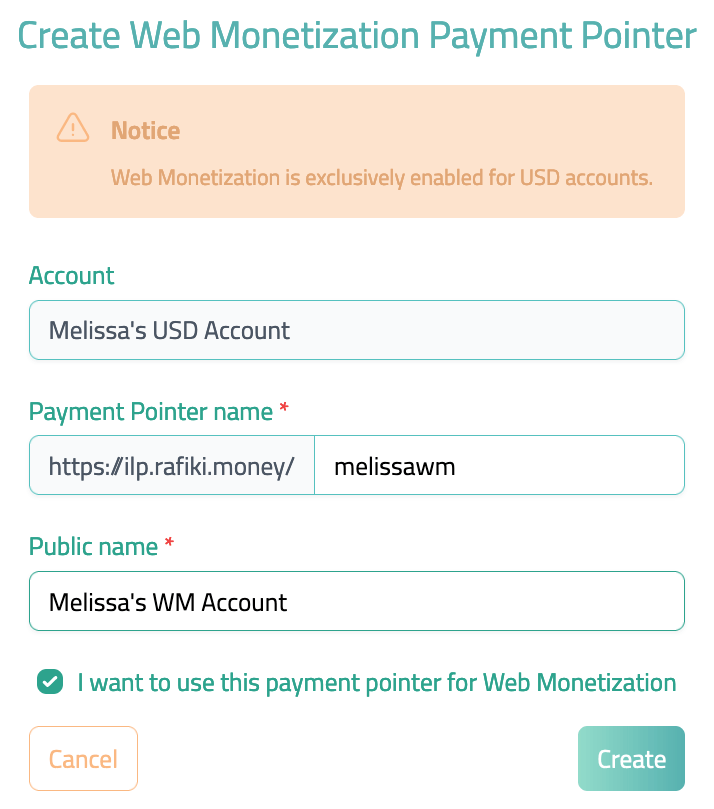 Create Web Monetization Payment Pointer
Notice
Web Monetization is exclusively enabled for USD accounts.
Account
Melissa's USD Account
Payment Pointer name *
https://ilp.rafiki.money/ melissawm
Public name *
Melissa's WM Account
I want to use this payment pointer for Web Monetization
Cancel Create